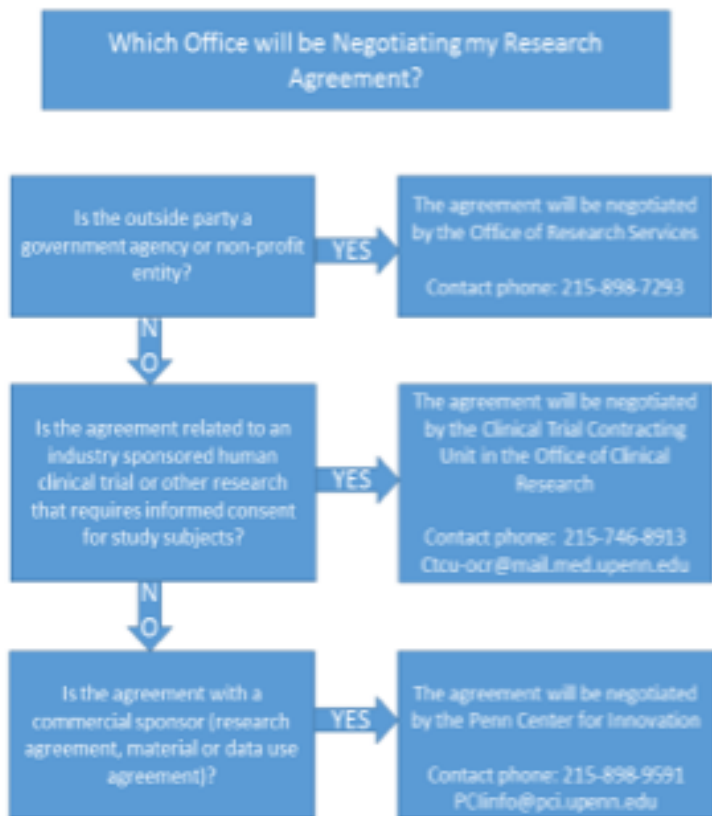 Which Office will be Negotiating my Research
Agreement?
Is the outside party a
government agency or non-profit
entity?
YES
The agreement will be negotiated
by the Office of Research Services
Contact phone: 215-898-7293
N
O
Is the agreement related to an
industry sponsored human
clinical trial or other research
that requires informed consent
for study subjects?
YES
The agreement will be negotiated
by the Clinical Trial Contracting
Unit in the Office of Clinical
Research
Contact phone: 215-746-8913
Ctcu-ocr@mail.med.upenn.edu
N
O
Is the agreement with a
commercial sponsor (research
agreement, material or data use
agreement)?
YES
The agreement will be negotiated
by the Penn Center for Innovation
Contact phone: 215-898-9591
PCIinfo@pci.upenn.edu